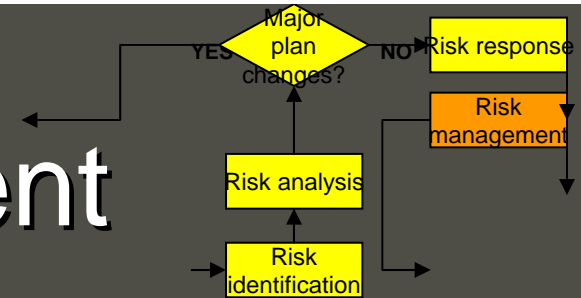 Major
plan
changes?
YES
NO
Risk response
Risk
management
Risk analysis
ent
Risk
identification